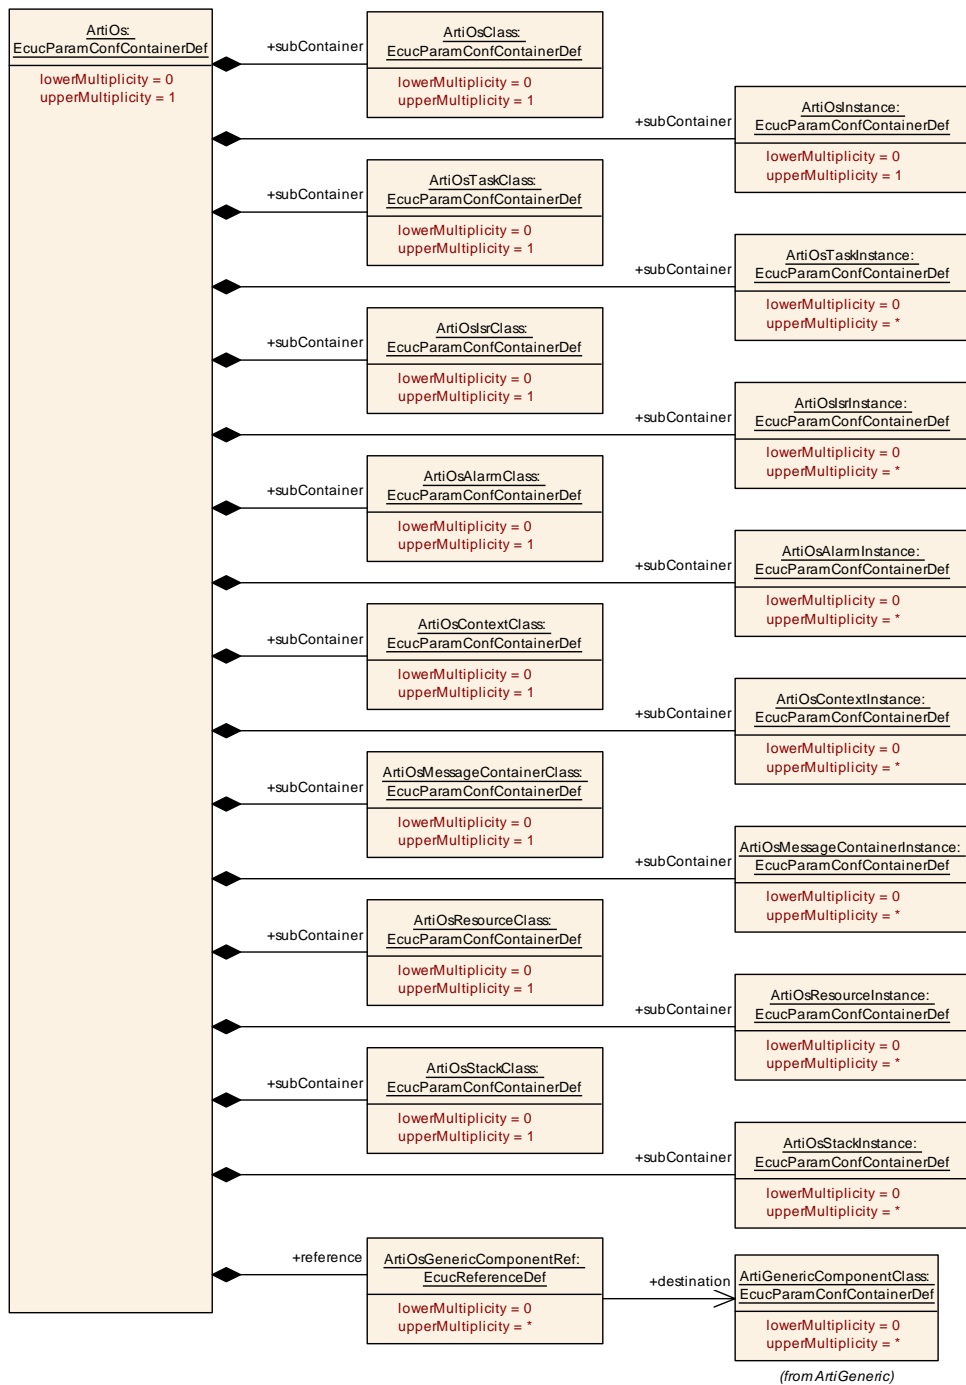 ArtiOs:
EcucParamConfContainerDef
lowerMultiplicity = 0
upperMultiplicity = 1
+subContainer
ArtiOsClass:
EcucParamConfContainerDef
lowerMultiplicity = 0
upperMultiplicity = 1
+subContainer
ArtiOsInstance:
EcucParamConfContainerDef
lowerMultiplicity = 0
upperMultiplicity = 1
+subContainer
ArtiOsTaskClass:
EcucParamConfContainerDef
lowerMultiplicity = 0
upperMultiplicity = 1
+subContainer
ArtiOsTaskInstance:
EcucParamConfContainerDef
lowerMultiplicity = 0
upperMultiplicity = *
+subContainer
ArtiOsIsrClass:
EcucParamConfContainerDef
lowerMultiplicity = 0
upperMultiplicity = 1
+subContainer
ArtiOsIsrInstance:
EcucParamConfContainerDef
lowerMultiplicity = 0
upperMultiplicity = *
+subContainer
ArtiOsAlarmClass:
EcucParamConfContainerDef
lowerMultiplicity = 0
upperMultiplicity = 1
+subContainer
ArtiOsAlarmInstance:
EcucParamConfContainerDef
lowerMultiplicity = 0
upperMultiplicity = *
+subContainer
ArtiOsContextClass:
EcucParamConfContainerDef
lowerMultiplicity = 0
upperMultiplicity = 1
+subContainer
ArtiOsContextInstance:
EcucParamConfContainerDef
lowerMultiplicity = 0
upperMultiplicity = *
+subContainer
ArtiOsMessageContainerClass:
EcucParamConfContainerDef
lowerMultiplicity = 0
upperMultiplicity = 1
+subContainer
ArtiOsMessageContainerInstance:
EcucParamConfContainerDef
lowerMultiplicity = 0
upperMultiplicity = *
+subContainer
ArtiOsResourceClass:
EcucParamConfContainerDef
lowerMultiplicity = 0
upperMultiplicity = 1
+subContainer
ArtiOsResourceInstance:
EcucParamConfContainerDef
lowerMultiplicity = 0
upperMultiplicity = *
+subContainer
ArtiOsStackClass:
EcucParamConfContainerDef
lowerMultiplicity = 0
upperMultiplicity = 1
+subContainer
ArtiOsStackInstance:
EcucParamConfContainerDef
lowerMultiplicity = 0
upperMultiplicity = *
+reference
ArtiOsGenericComponentRef:
EcucReferenceDef
lowerMultiplicity = 0
upperMultiplicity = *
+destination
ArtiGenericComponentClass:
EcucParamConfContainerDef
lowerMultiplicity = 0
upperMultiplicity = *
(from ArtiGeneric)